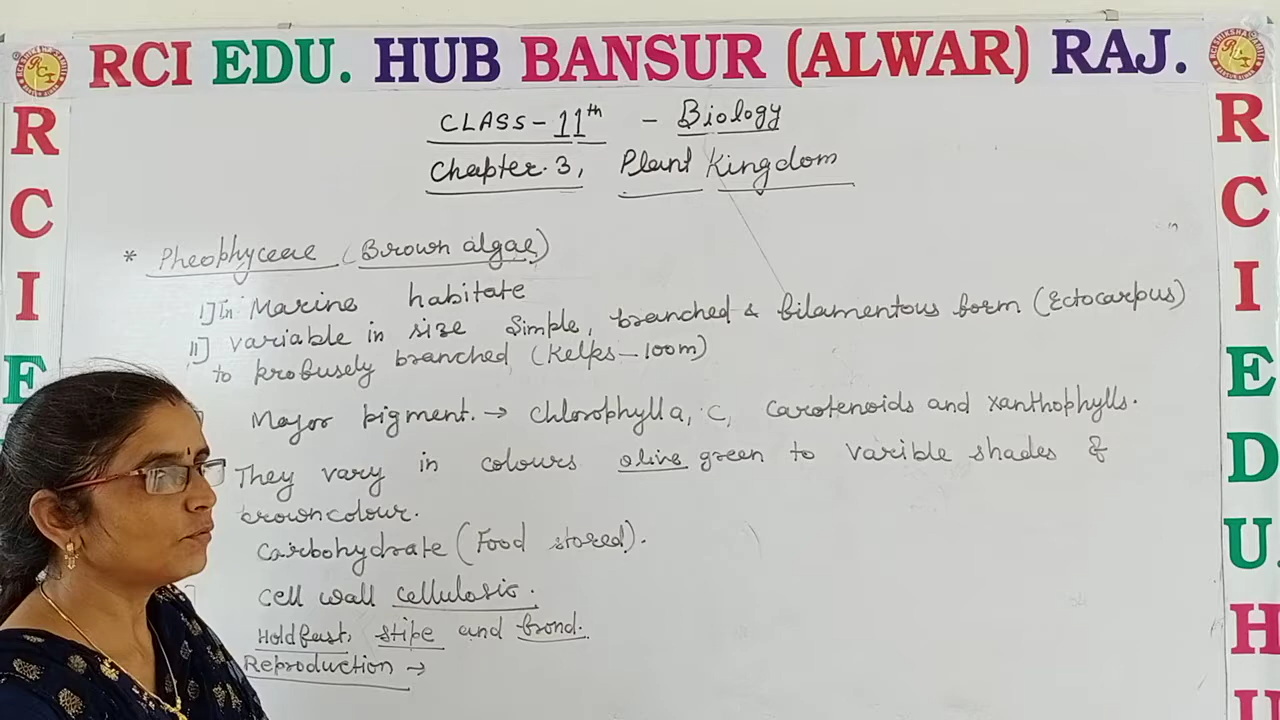 RCI EDU. HUB BANSUR (ALWAR) RAJ.
CLASS - 11th - Biology
Chapter. 3, Plant Kingdom
* Pheophyceae (Brown algae)
I] In Marine habitate
II] variable in size simple, branched & filamentous form (Ectocarpus)
to profusely branched (Kelps - 100m)
Major pigment. → chlorophyll a, c, carotenoids and xanthophylls.
They vary in colours olive green to varible shades of
browncolour.
Carbohydrate (Food stored).
Cell wall cellulosic.
Holdfast, stipe and frond.
Reproduction →
R
C
I
E
R
C
I
E
D
U.
H
U